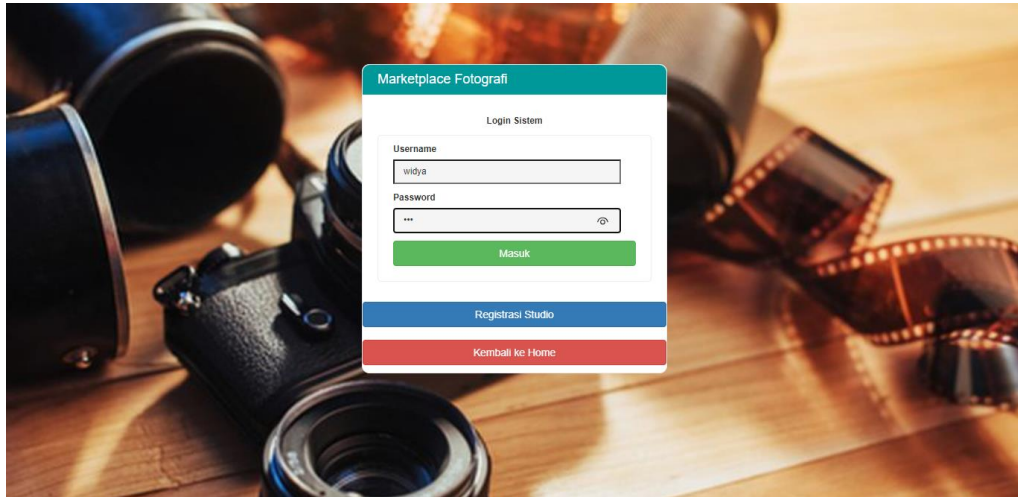 Marketplace Fotografi
Login Sistem
Username
widya
Password
•••
Masuk
Registrasi Studio
Kembali ke Home